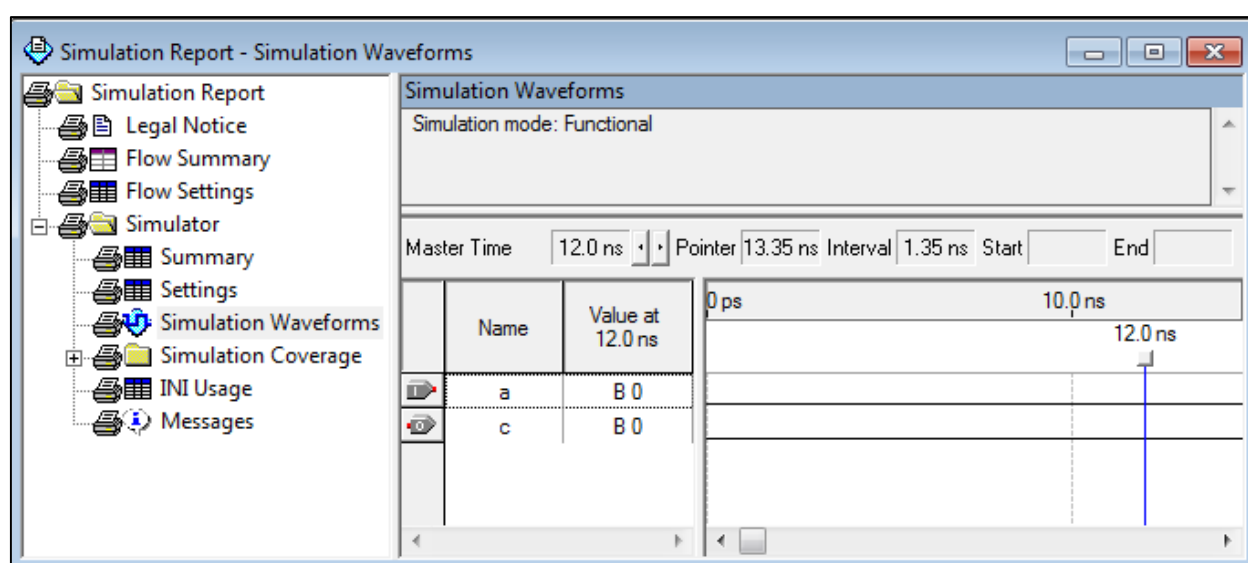 Simulation Report - Simulation Waveforms
Simulation Report
Legal Notice
Flow Summary
Flow Settings
Simulator
Summary
Settings
Simulation Waveforms
Simulation Coverage
INI Usage
Messages
Simulation Waveforms
Simulation mode: Functional
Master Time 12.0 ns Pointer 13.35 ns Interval 1.35 ns Start End
Name Value at 12.0 ns
0 ps 10.0 ns
12.0 ns
a B 0
c B 0